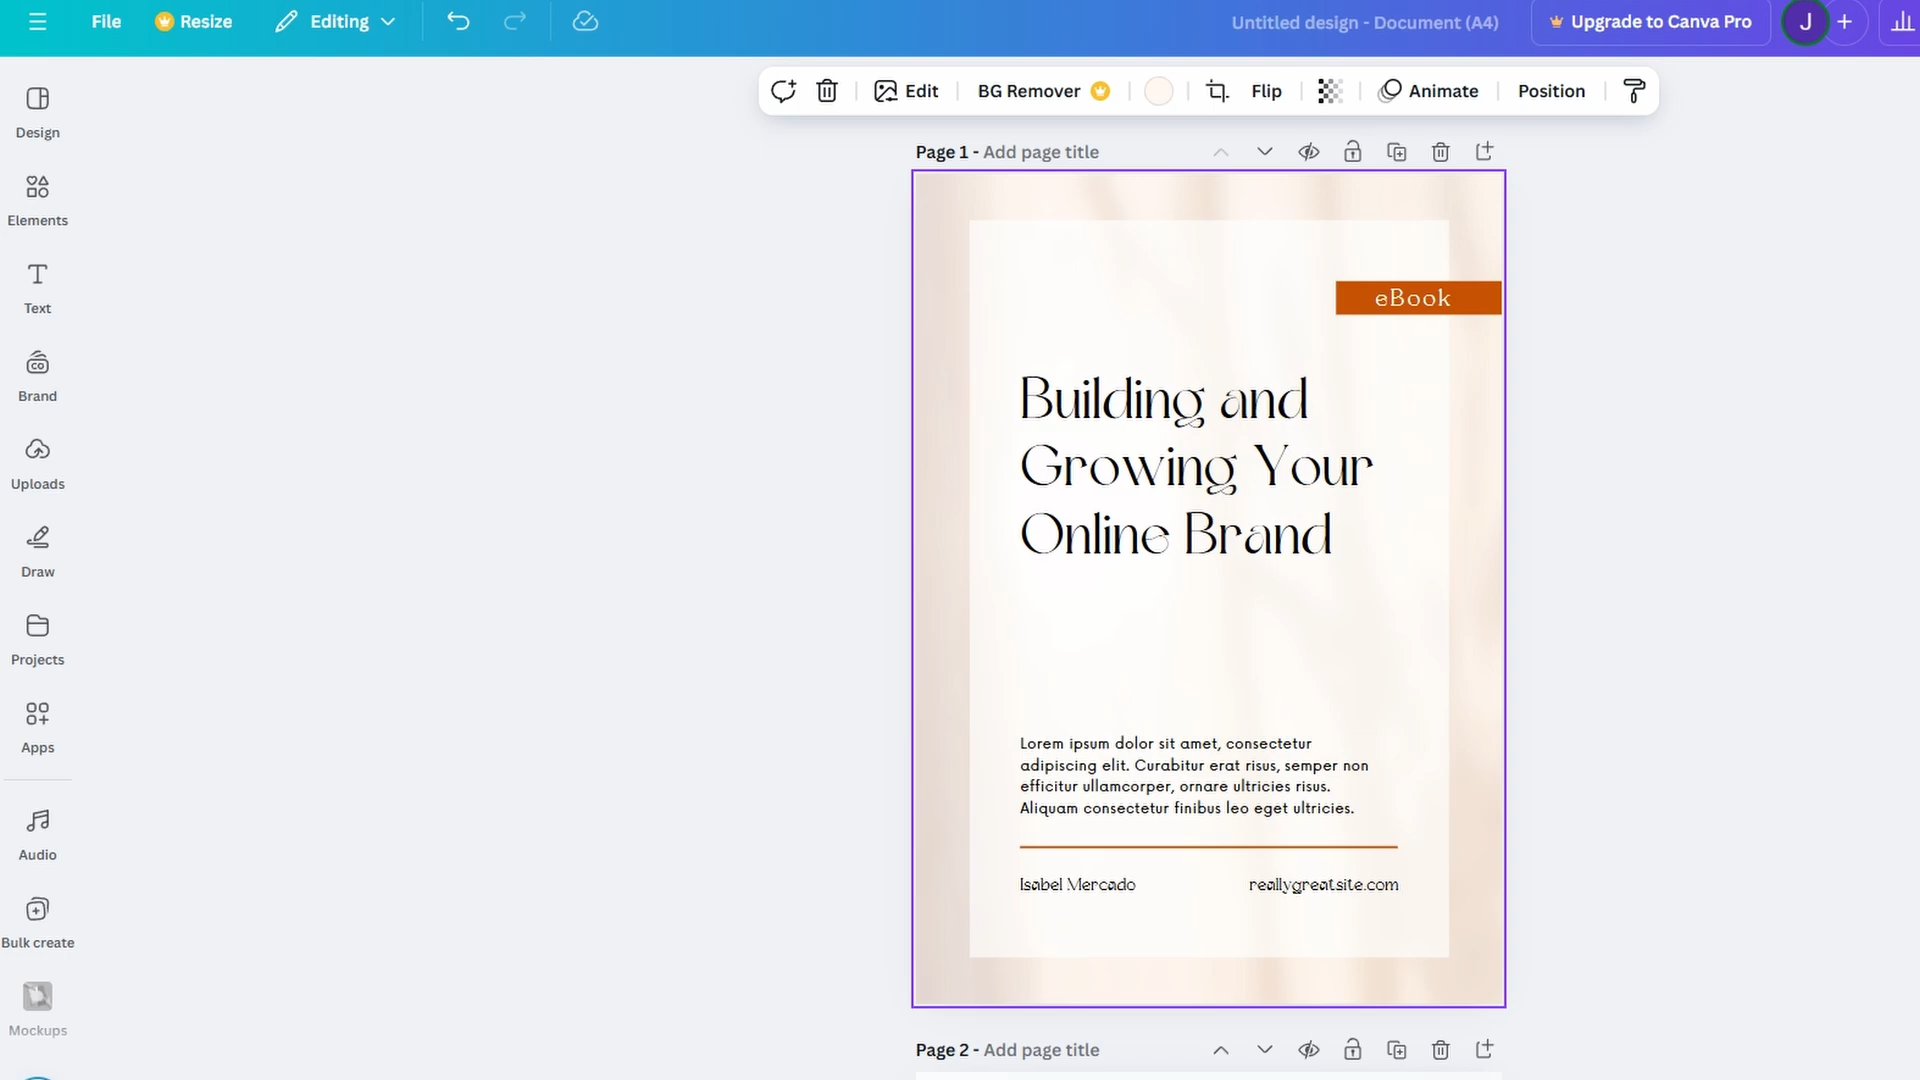 File
Resize
Editing
Untitled design - Document (A4)
Upgrade to Canva Pro
J
Edit
BG Remover
Flip
Animate
Position
Design
Elements
Text
Brand
Uploads
Draw
Projects
Apps
Audio
Bulk create
Mockups
Page 1 - Add page title
eBook
Building and
Growing Your
Online Brand
Lorem ipsum dolor sit amet, consectetur
adipiscing elit. Curabitur erat risus, semper non
efficitur ullamcorper, ornare ultricies risus.
Aliquam consectetur finibus leo eget ultricies.
Isabel Mercado
reallygreatsite.com
Page 2 - Add page title